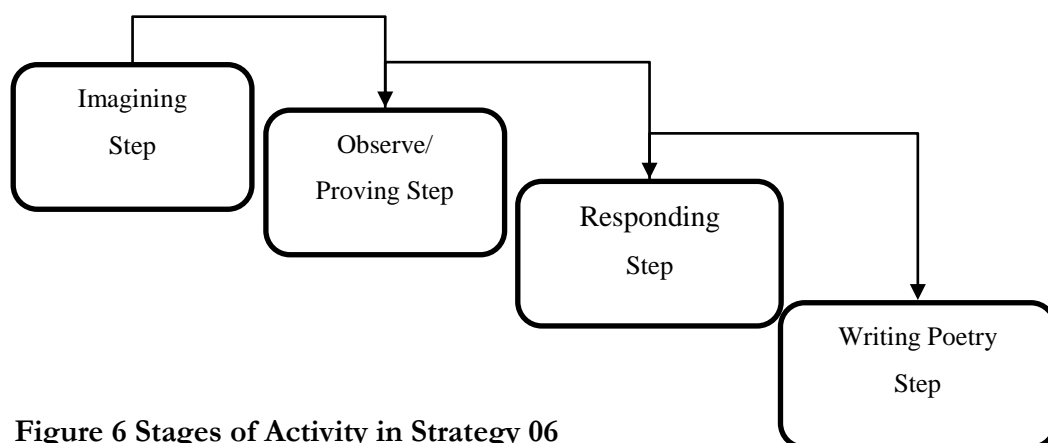 Imagining
Step
Observe/
Proving Step
Responding
Step
Writing Poetry
Step
Figure 6 Stages of Activity in Strategy 06